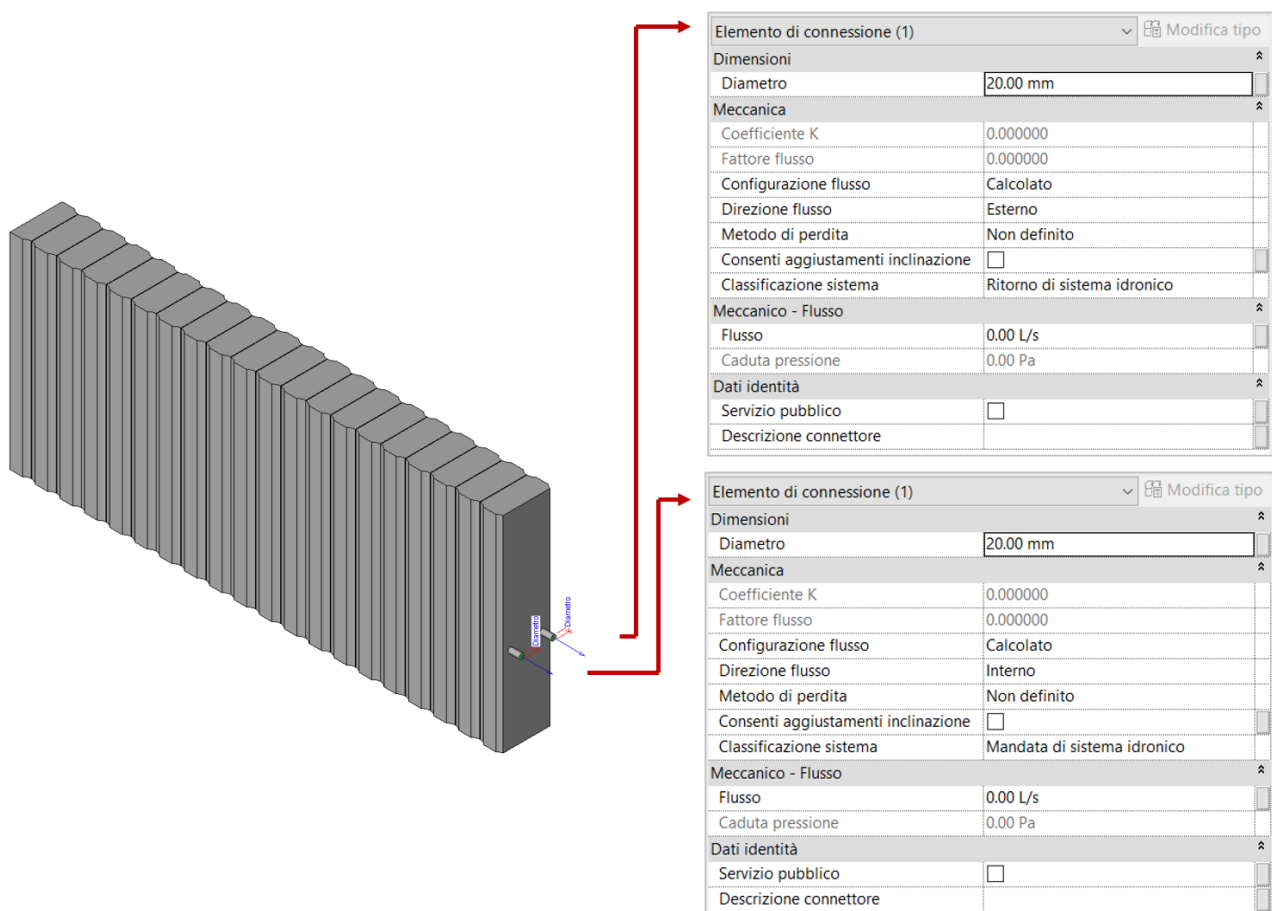 Elemento di connessione (1) Modifica tipo
Dimensioni
Diametro 20.00 mm
Meccanica
Coefficiente K 0.000000
Fattore flusso 0.000000
Configurazione flusso Calcolato
Direzione flusso Esterno
Metodo di perdita Non definito
Consenti aggiustamenti inclinazione
Classificazione sistema Ritorno di sistema idronico
Meccanico - Flusso
Flusso 0.00 L/s
Caduta pressione 0.00 Pa
Dati identità
Servizio pubblico
Descrizione connettore
Elemento di connessione (1) Modifica tipo
Dimensioni
Diametro 20.00 mm
Meccanica
Coefficiente K 0.000000
Fattore flusso 0.000000
Configurazione flusso Calcolato
Direzione flusso Interno
Metodo di perdita Non definito
Consenti aggiustamenti inclinazione
Classificazione sistema Mandata di sistema idronico
Meccanico - Flusso
Flusso 0.00 L/s
Caduta pressione 0.00 Pa
Dati identità
Servizio pubblico
Descrizione connettore
Diametro
Diametro